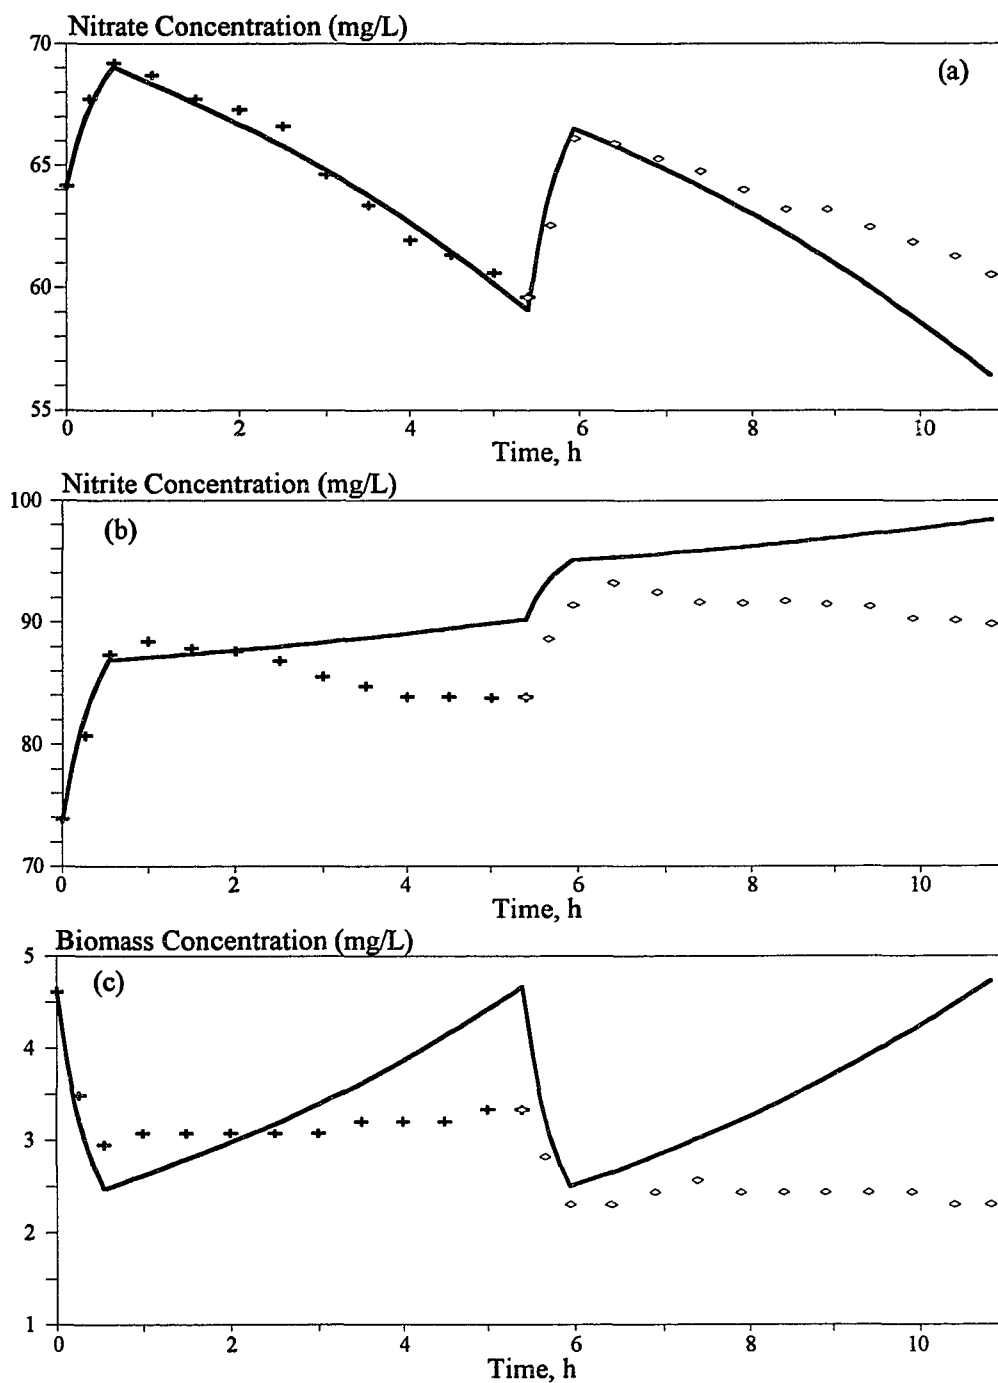 Nitrate Concentration (mg/L)
70
(a)
65
60
55
0 2 4 6 8 10
Time, h
Nitrite Concentration (mg/L)
100
(b)
90
80
70
0 2 4 6 8 10
Time, h
Biomass Concentration (mg/L)
5
(c)
4
3
2
1
0 2 4 6 8 10
Time, h